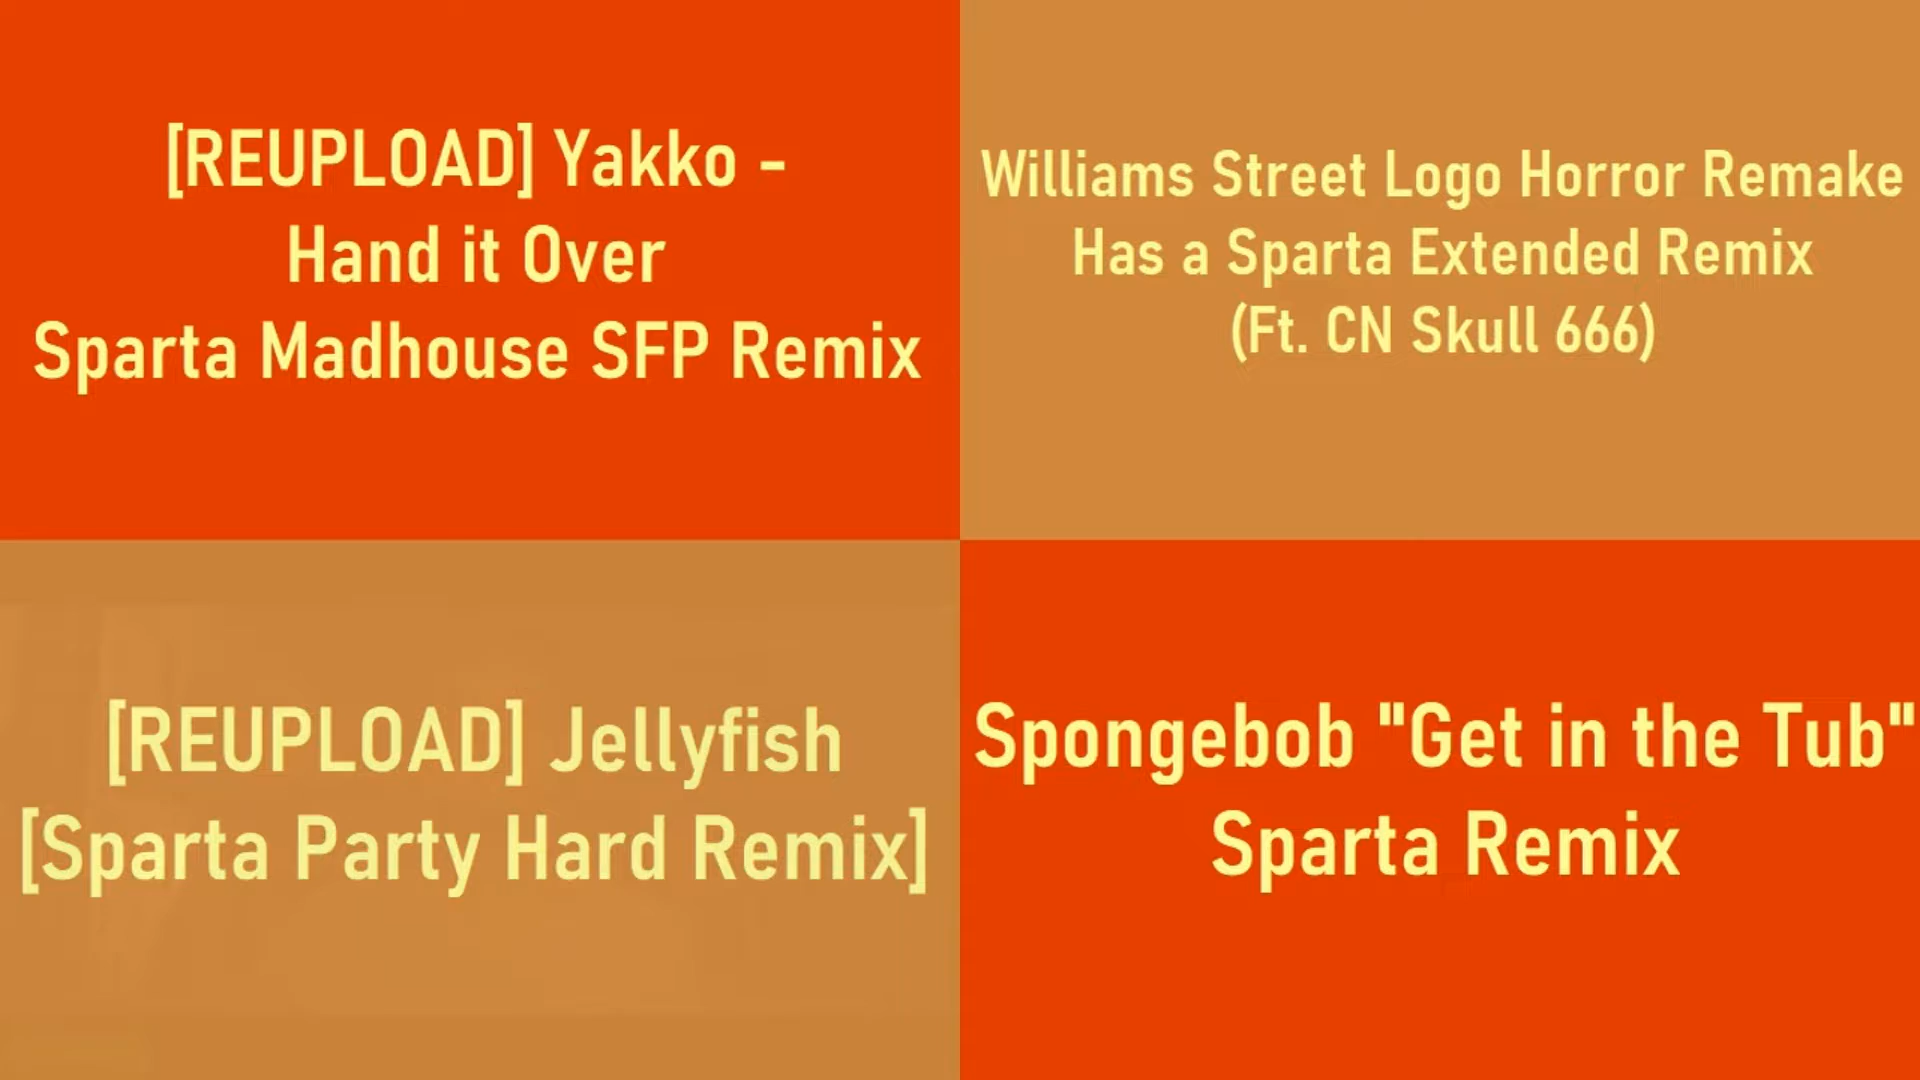 [REUPLOAD] Yakko -
Hand it Over
Sparta Madhouse SFP Remix
Williams Street Logo Horror Remake
Has a Sparta Extended Remix
(Ft. CN Skull 666)
[REUPLOAD] Jellyfish
[Sparta Party Hard Remix]
Spongebob "Get in the Tub"
Sparta Remix